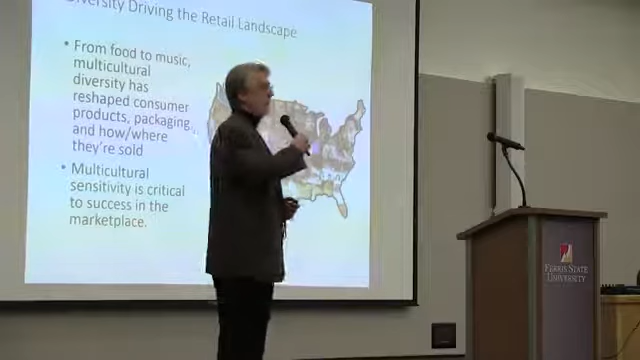 Diversity Driving the Retail Landscape
• From food to music,
multicultural
diversity has
reshaped consumer
products, packaging,
and how/where
they're sold
• Multicultural
sensitivity is critical
to success in the
marketplace.
FERRIS STATE
UNIVERSITY